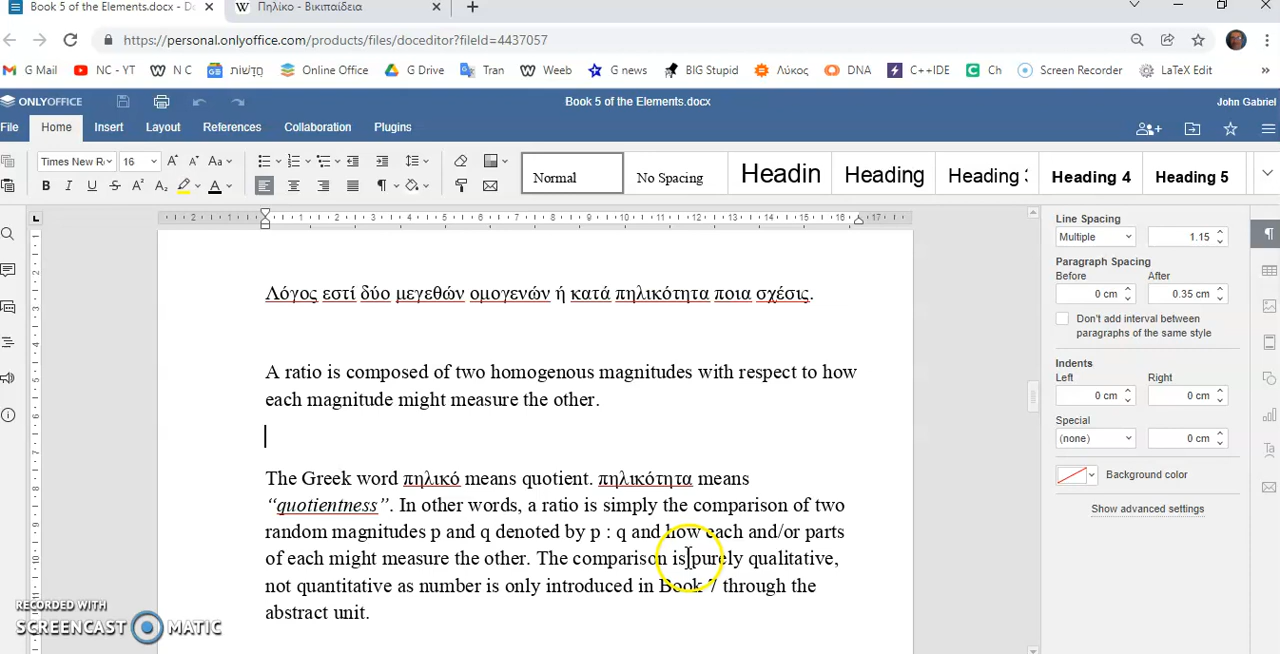 Book 5 of the Elements.docx - Do
Πηλίκο - Βικιπαίδεια
https://personal.onlyoffice.com/products/files/doceditor?fileId=4437057
G Mail NC - YT N C חֲדָשׁוֹת Online Office G Drive Tran Weeb G news BIG Stupid Λύκος DNA C++IDE Ch Screen Recorder LaTeX Edit
ONLYOFFICE
Book 5 of the Elements.docx
John Gabriel
File Home Insert Layout References Collaboration Plugins
Times New R 16
Normal No Spacing Headin Heading Heading Heading 4 Heading 5
Line Spacing
Multiple 1.15
Paragraph Spacing
Before After
0 cm 0.35 cm
Don't add interval between
paragraphs of the same style
Indents
Left Right
0 cm 0 cm
Special
(none) 0 cm
Background color
Show advanced settings
Λόγος εστί δύο μεγεθών ομογενών ή κατά πηλικότητα ποια σχέσις.
A ratio is composed of two homogenous magnitudes with respect to how
each magnitude might measure the other.
The Greek word πηλικό means quotient. πηλικότητα means
“quotientness”. In other words, a ratio is simply the comparison of two
random magnitudes p and q denoted by p : q and how each and/or parts
of each might measure the other. The comparison is purely qualitative,
not quantitative as number is only introduced in Book 7 through the
abstract unit.
RECORDED WITH
SCREENCAST MATIC